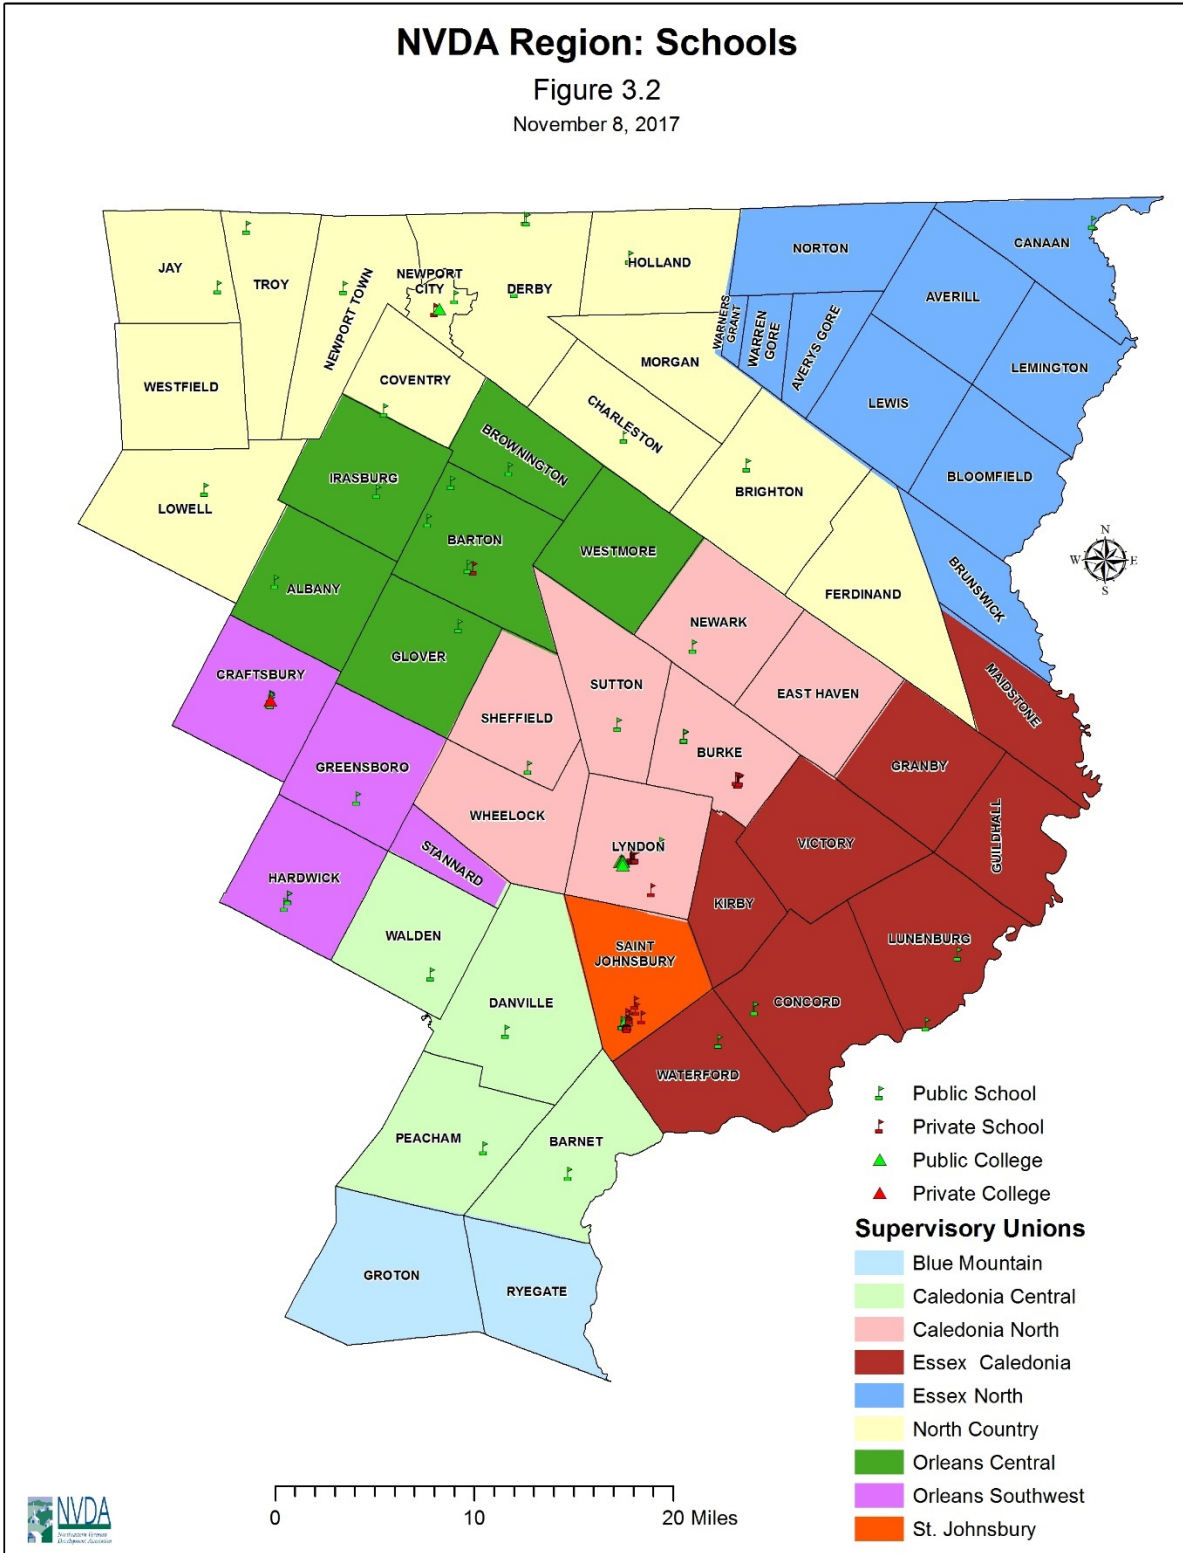 NVDA Region: Schools
Figure 3.2
November 8, 2017
JAY
TROY
NEWPORT TOWN
NEWPORT
CITY
DERBY
HOLLAND
NORTON
CANAAN
AVERILL
WARNERS
GRANT
WARREN
GORE
AVERYS GORE
LEMINGTON
WESTFIELD
COVENTRY
MORGAN
CHARLESTON
LEWIS
BLOOMFIELD
BROWNINGTON
IRASBURG
LOWELL
BRIGHTON
BARTON
WESTMORE
BRUNSWICK
ALBANY
FERDINAND
NEWARK
GLOVER
CRAFTSBURY
SUTTON
EAST HAVEN
MAIDSTONE
SHEFFIELD
BURKE
GREENSBORO
GRANBY
WHEELOCK
LYNDON
VICTORY
GUILDHALL
STANNARD
HARDWICK
KIRBY
WALDEN
SAINT
JOHNSBURY
LUNENBURG
DANVILLE
CONCORD
WATERFORD
PEACHAM
BARNET
GROTON
RYEGATE
N
W
E
S
Public School
Private School
Public College
Private College
Supervisory Unions
Blue Mountain
Caledonia Central
Caledonia North
Essex Caledonia
Essex North
North Country
Orleans Central
Orleans Southwest
St. Johnsbury
0
10
20 Miles
NVDA
Northeastern Vermont
Development Association